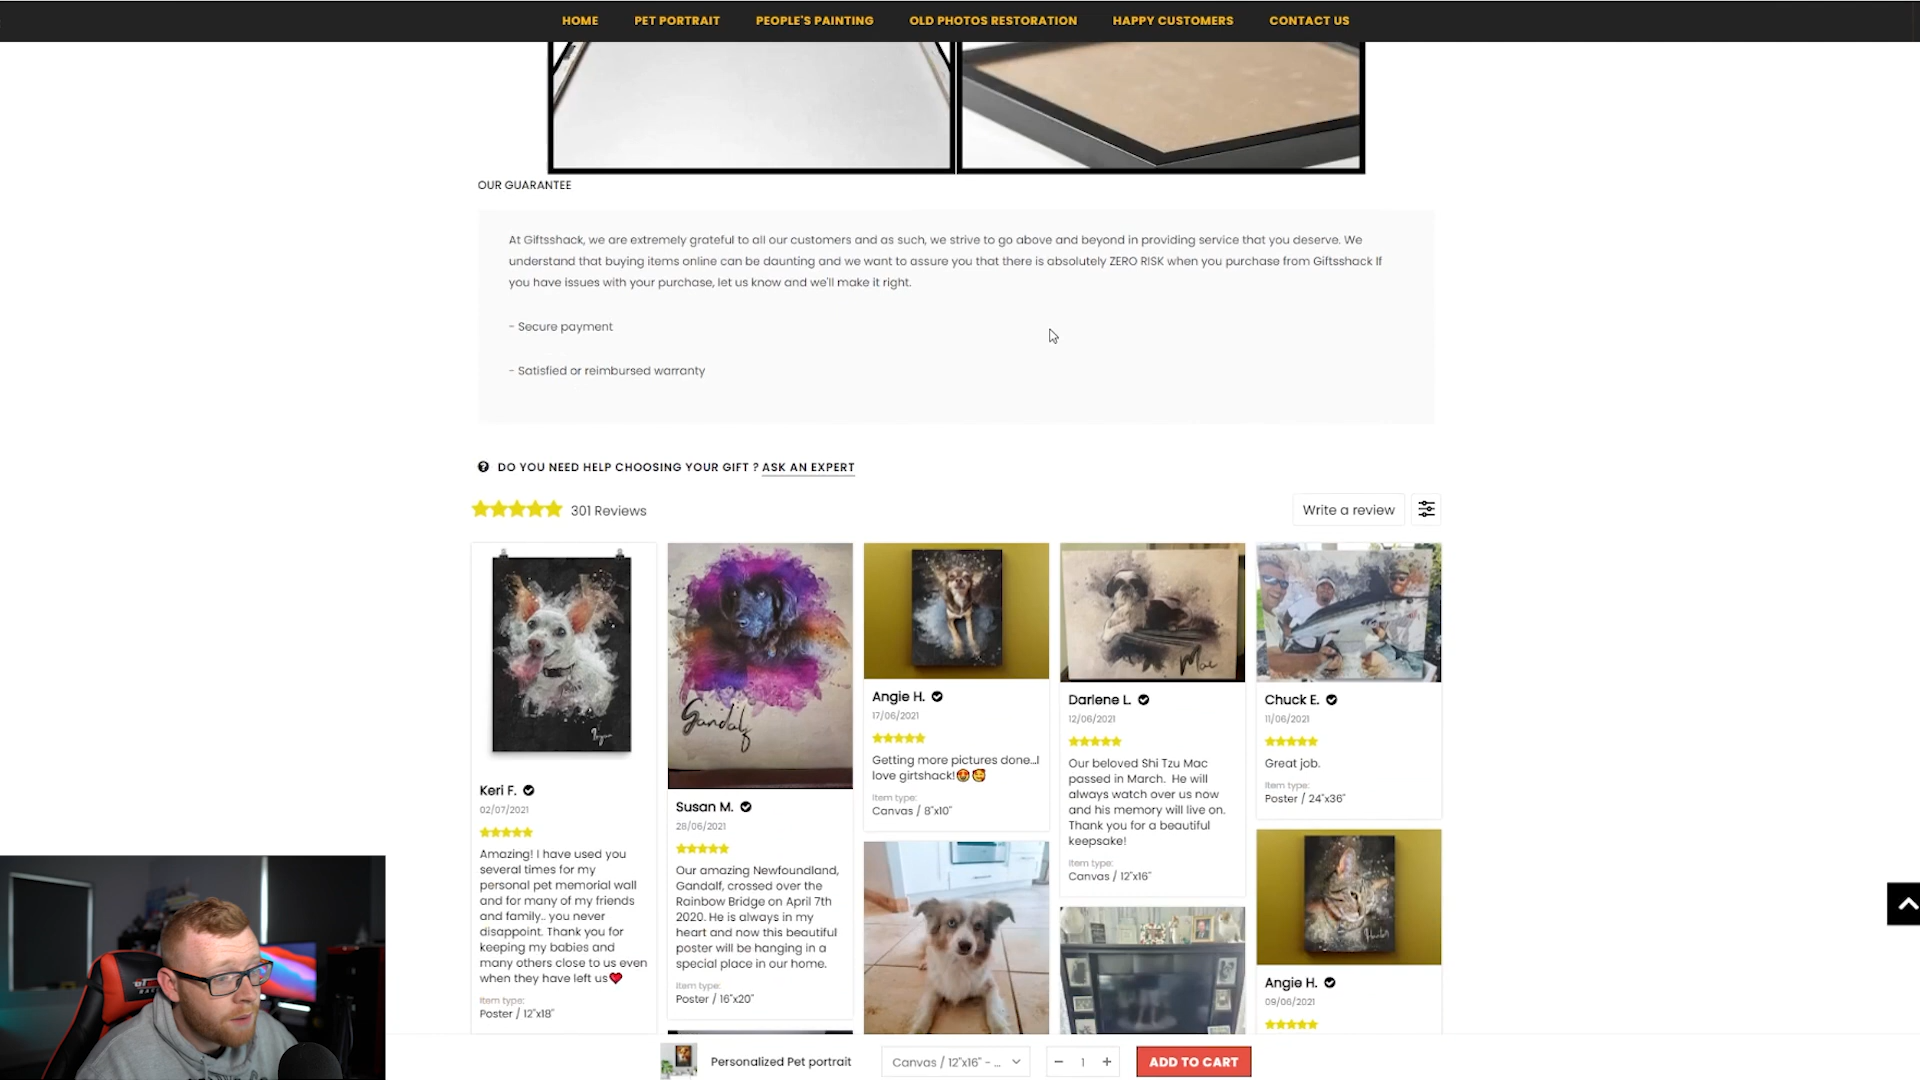 HOME PET PORTRAIT PEOPLE'S PAINTING OLD PHOTOS RESTORATION HAPPY CUSTOMERS CONTACT US
OUR GUARANTEE
At Giftsshack, we are extremely grateful to all our customers and as such, we strive to go above and beyond in providing service that you deserve. We
understand that buying items online can be daunting and we want to assure you that there is absolutely ZERO RISK when you purchase from Giftsshack If
you have issues with your purchase, let us know and we'll make it right.
- Secure payment
- Satisfied or reimbursed warranty
DO YOU NEED HELP CHOOSING YOUR GIFT ? ASK AN EXPERT
301 Reviews
Write a review
Keri F.
02/07/2021
Amazing! I have used you
several times for my
personal pet memorial wall
and for many of my friends
and family.. you never
disappoint. Thank you for
keeping my babies and
many others close to us even
when they have left us❤️
Item type:
Poster / 12"x18"
Gandalf
Susan M.
28/06/2021
Our amazing Newfoundland,
Gandalf, crossed over the
Rainbow Bridge on April 7th
2020. He is always in my
heart and now this beautiful
poster will be hanging in a
special place in our home.
Item type:
Poster / 16"x20"
Angie H.
17/06/2021
Getting more pictures done...I
love girtshack!😍🥰
Item type:
Canvas / 8"x10"
Mac
Darlene L.
12/06/2021
Our beloved Shi Tzu Mac
passed in March. He will
always watch over us now
and his memory will live on.
Thank you for a beautiful
keepsake!
Item type:
Canvas / 12"x16"
Chuck E.
11/06/2021
Great job.
Item type:
Poster / 24"x36"
Angie H.
09/06/2021
Personalized Pet portrait
Canvas / 12"x16" - ...
− 1 +
ADD TO CART